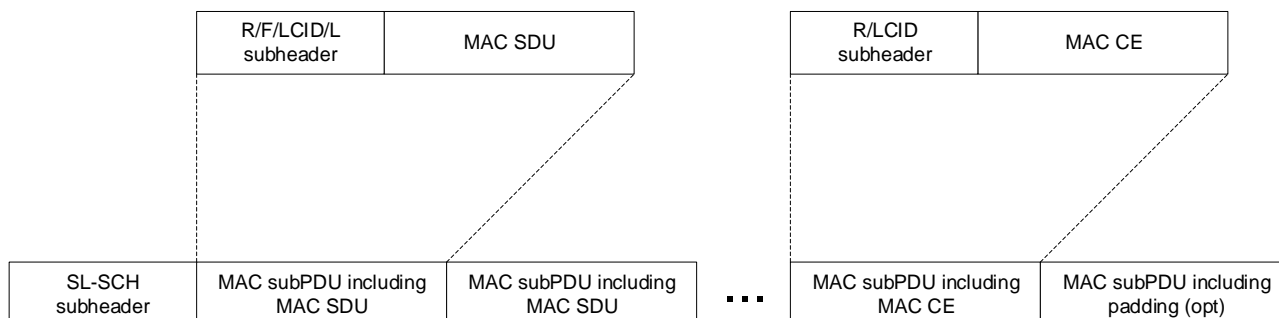 R/F/LCID/L
subheader
MAC SDU
R/LCID
subheader
MAC CE
SL-SCH
subheader
MAC subPDU including
MAC SDU
MAC subPDU including
MAC SDU
...
MAC subPDU including
MAC CE
MAC subPDU including
padding (opt)